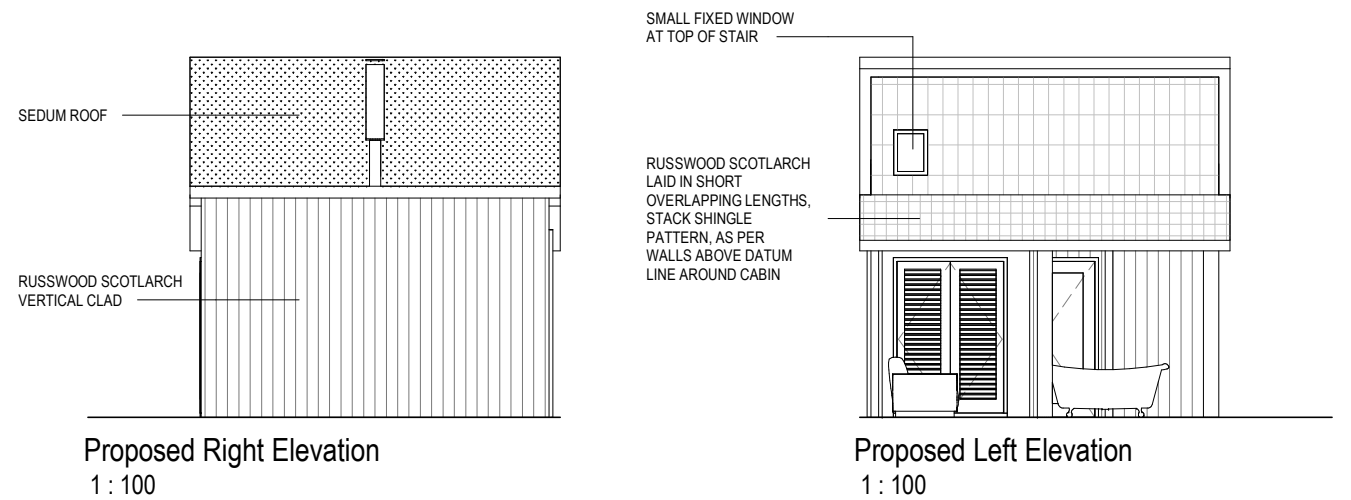 SEDUM ROOF
RUSSWOOD SCOTLARCH
VERTICAL CLAD
Proposed Right Elevation
1 : 100
SMALL FIXED WINDOW
AT TOP OF STAIR
RUSSWOOD SCOTLARCH
LAID IN SHORT
OVERLAPPING LENGTHS,
STACK SHINGLE
PATTERN, AS PER
WALLS ABOVE DATUM
LINE AROUND CABIN
Proposed Left Elevation
1 : 100